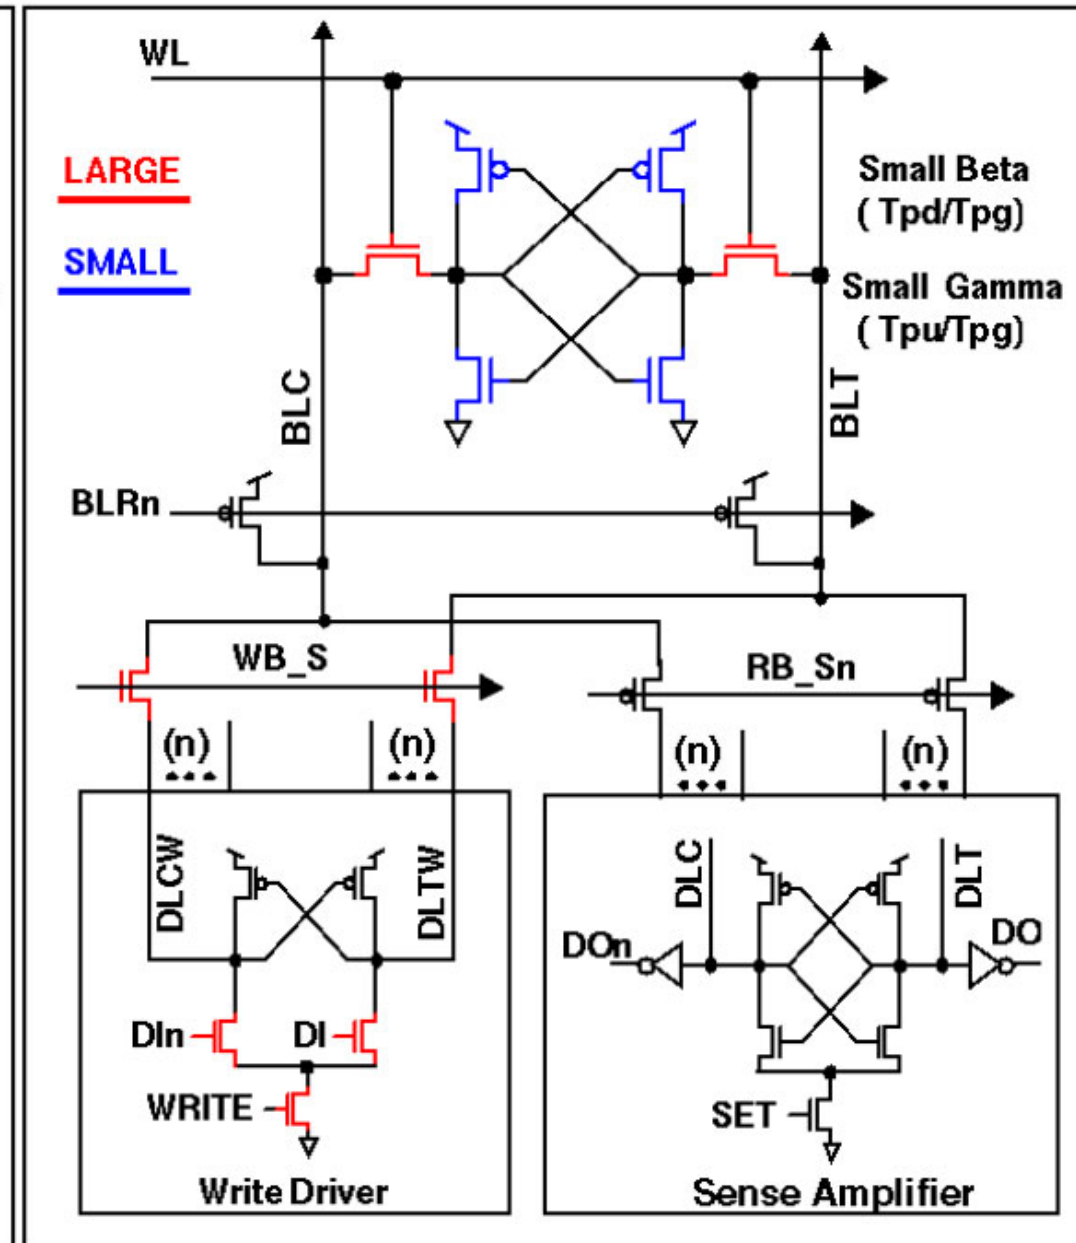 WL
LARGE
SMALL
Small Beta
( Tpd/Tpg)
Small Gamma
( Tpu/Tpg)
BLC
BLT
BLRn
WB_S
RB_Sn
(n)
(n)
(n)
(n)
DLCW
DLTW
DLC
DLT
DOn
DO
DIn
DI
WRITE
SET
Write Driver
Sense Amplifier